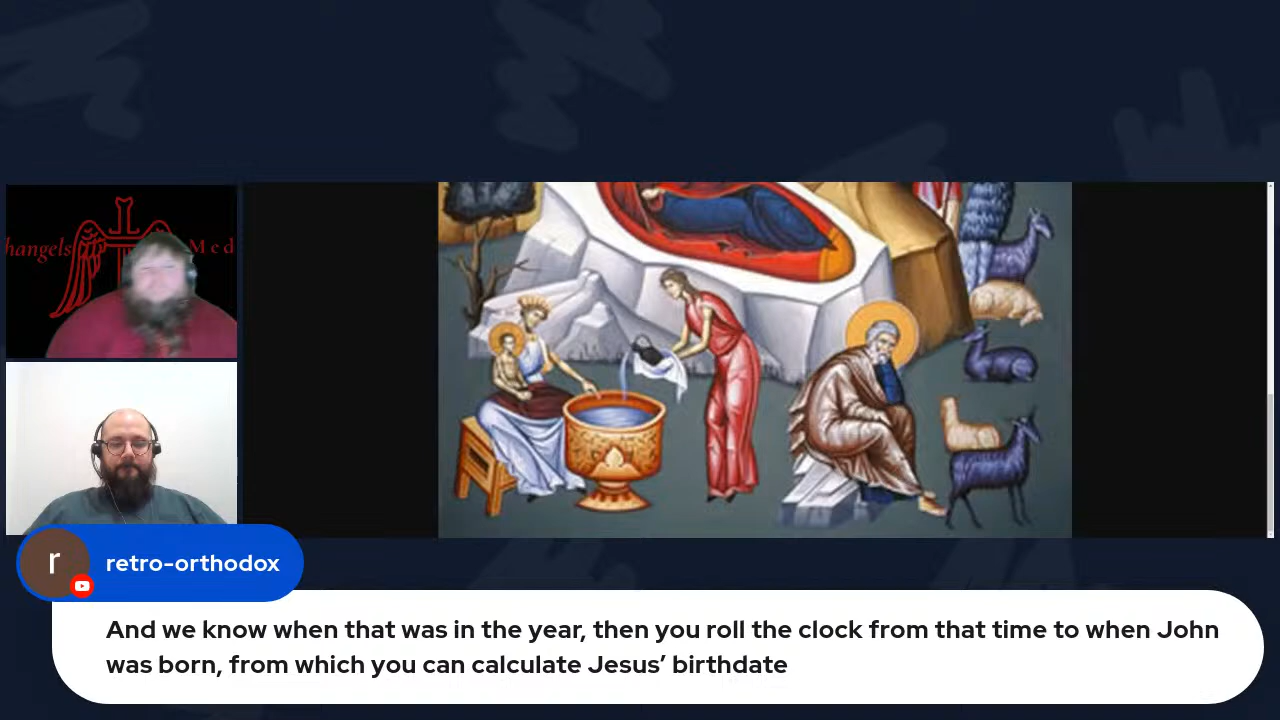 hangels Med
r
retro-orthodox
And we know when that was in the year, then you roll the clock from that time to when John
was born, from which you can calculate Jesus’ birthdate